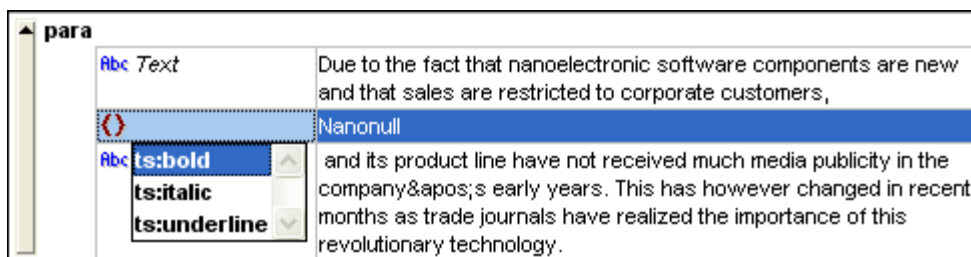 para
Abc Text
Due to the fact that nanoelectronic software components are new
and that sales are restricted to corporate customers,
{} Nanonull
Abc
ts:bold
ts:italic
ts:underline
and its product line have not received much media publicity in the
company&apos;s early years. This has however changed in recent
months as trade journals have realized the importance of this
revolutionary technology.